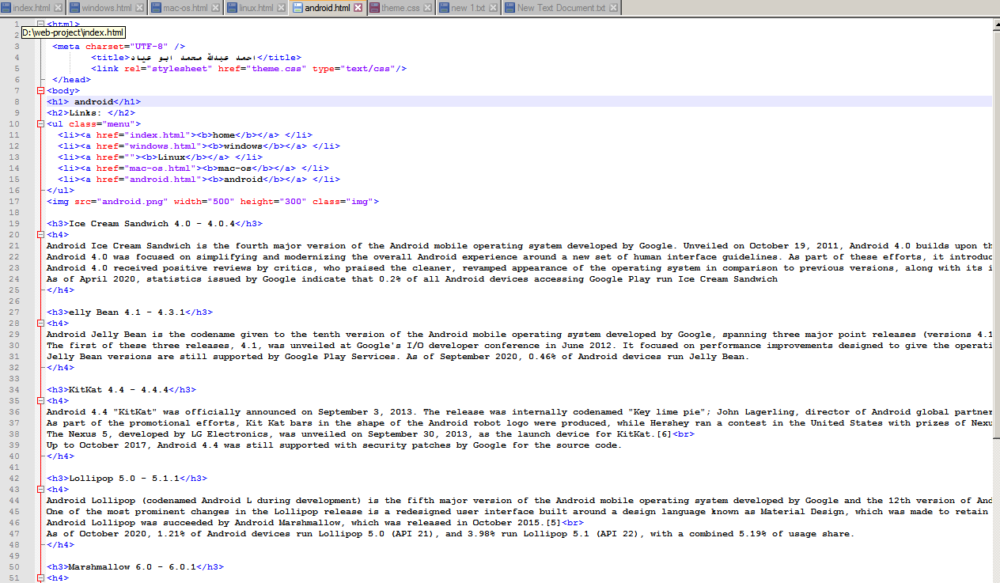 index.html windows.html mac-os.html linux.html android.html theme.css new 1.txt New Text Document.txt
1 <html>
2 D:\web-project\index.html
3 <meta charset="UTF-8" />
4 <title>احمد عبدالله محمد ابو عياد</title>
5 <link rel="stylesheet" href="theme.css" type="text/css"/>
6 </head>
7 <body>
8 <h1> android</h1>
9 <h2>Links: </h2>
10 <ul class="menu">
11 <li><a href="index.html"><b>home</b></a> </li>
12 <li><a href="windows.html"><b>windows</b></a> </li>
13 <li><a href=""><b>Linux</b></a> </li>
14 <li><a href="mac-os.html"><b>mac-os</b></a> </li>
15 <li><a href="android.html"><b>android</b></a> </li>
16 </ul>
17 <img src="android.png" width="500" height="300" class="img">
18
19 <h3>Ice Cream Sandwich 4.0 - 4.0.4</h3>
20 <h4>
21 Android Ice Cream Sandwich is the fourth major version of the Android mobile operating system developed by Google. Unveiled on October 19, 2011, Android 4.0 builds upon th
22 Android 4.0 was focused on simplifying and modernizing the overall Android experience around a new set of human interface guidelines. As part of these efforts, it introduc
23 Android 4.0 received positive reviews by critics, who praised the cleaner, revamped appearance of the operating system in comparison to previous versions, along with its i
24 As of April 2020, statistics issued by Google indicate that 0.2% of all Android devices accessing Google Play run Ice Cream Sandwich
25 </h4>
26
27 <h3>elly Bean 4.1 - 4.3.1</h3>
28 <h4>
29 Android Jelly Bean is the codename given to the tenth version of the Android mobile operating system developed by Google, spanning three major point releases (versions 4.1
30 The first of these three releases, 4.1, was unveiled at Google's I/O developer conference in June 2012. It focused on performance improvements designed to give the operati
31 Jelly Bean versions are still supported by Google Play Services. As of September 2020, 0.46% of Android devices run Jelly Bean.
32 </h4>
33
34 <h3>KitKat 4.4 - 4.4.4</h3>
35 <h4>
36 Android 4.4 "KitKat" was officially announced on September 3, 2013. The release was internally codenamed "Key lime pie"; John Lagerling, director of Android global partner
37 As part of the promotional efforts, Kit Kat bars in the shape of the Android robot logo were produced, while Hershey ran a contest in the United States with prizes of Nexu
38 The Nexus 5, developed by LG Electronics, was unveiled on September 30, 2013, as the launch device for KitKat.[6]<br>
39 Up to October 2017, Android 4.4 was still supported with security patches by Google for the source code.
40 </h4>
41
42 <h3>Lollipop 5.0 - 5.1.1</h3>
43 <h4>
44 Android Lollipop (codenamed Android L during development) is the fifth major version of the Android mobile operating system developed by Google and the 12th version of And
45 One of the most prominent changes in the Lollipop release is a redesigned user interface built around a design language known as Material Design, which was made to retain
46 Android Lollipop was succeeded by Android Marshmallow, which was released in October 2015.[5]<br>
47 As of October 2020, 1.21% of Android devices run Lollipop 5.0 (API 21), and 3.98% run Lollipop 5.1 (API 22), with a combined 5.19% of usage share.
48 </h4>
49
50 <h3>Marshmallow 6.0 - 6.0.1</h3>
51 <h4>